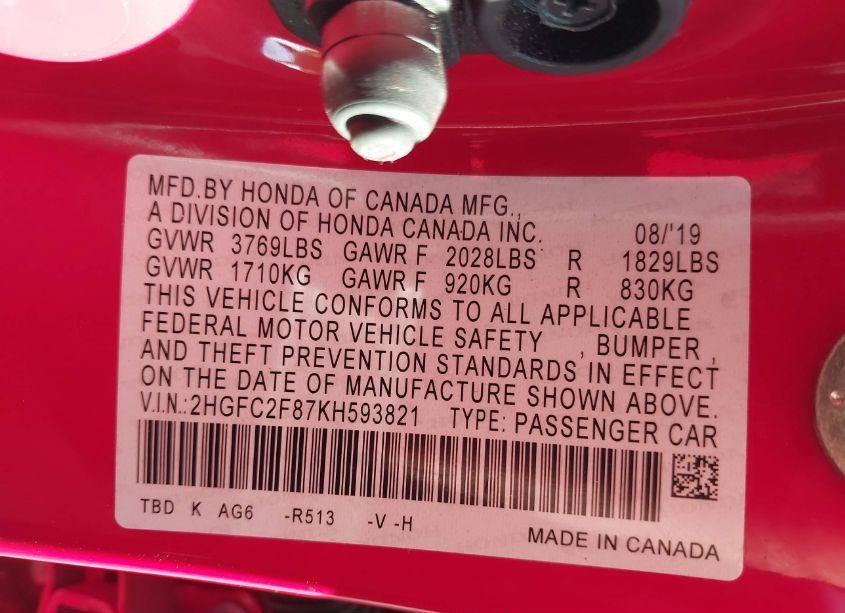 MFD.BY HONDA OF CANADA MFG.,
A DIVISION OF HONDA CANADA INC. 08/'19
GVWR 3769LBS GAWR F 2028LBS R 1829LBS
GVWR 1710KG GAWR F 920KG R 830KG
THIS VEHICLE CONFORMS TO ALL APPLICABLE
FEDERAL MOTOR VEHICLE SAFETY , BUMPER ,
AND THEFT PREVENTION STANDARDS IN EFFECT
ON THE DATE OF MANUFACTURE SHOWN ABOVE.
V.I.N.:2HGFC2F87KH593821 TYPE: PASSENGER CAR
TBD K AG6 -R513 -V -H
MADE IN CANADA